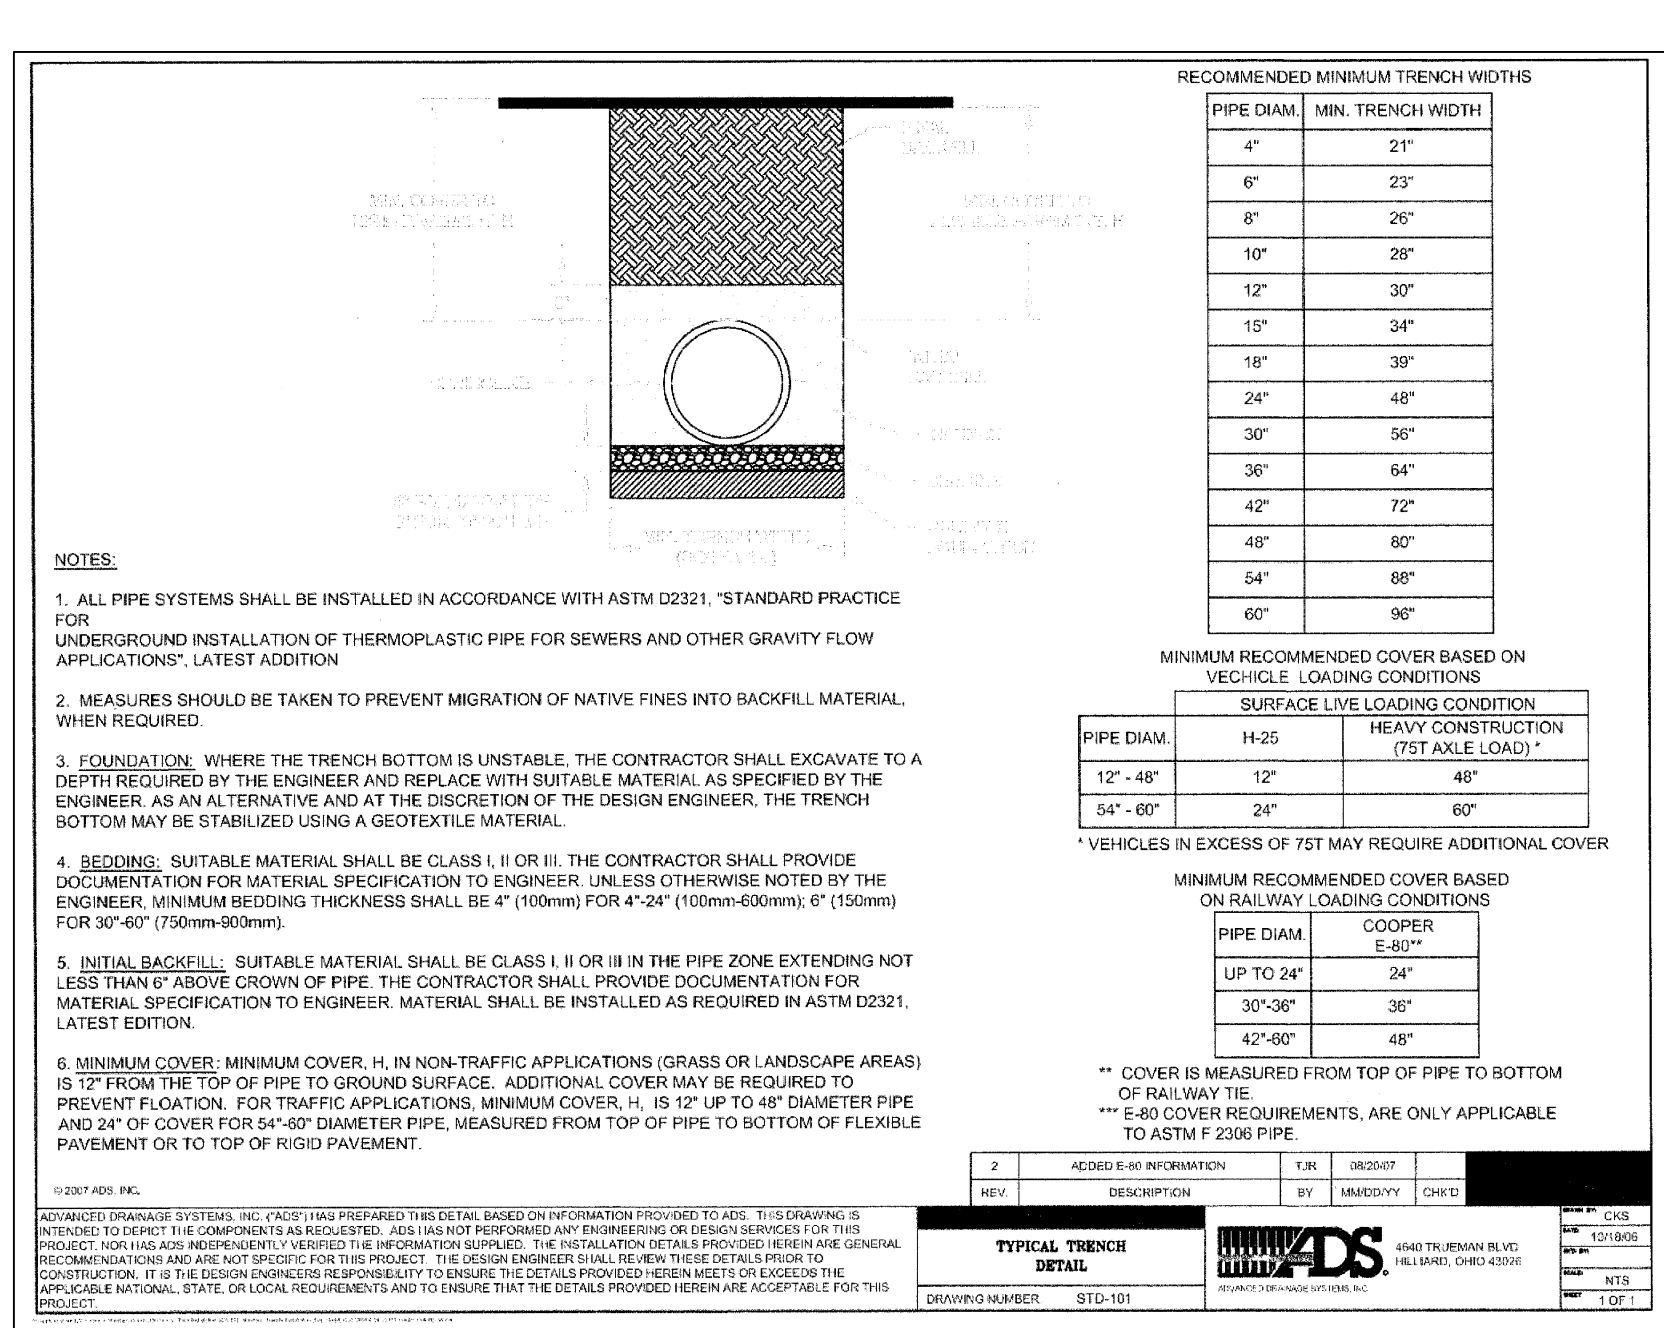 RECOMMENDED MINIMUM TRENCH WIDTHS
PIPE DIAM. MIN. TRENCH WIDTH
4" 21"
6" 23"
8" 26"
10" 28"
12" 30"
15" 34"
18" 39"
24" 48"
30" 56"
36" 64"
42" 72"
48" 80"
54" 88"
60" 96"
MINIMUM RECOMMENDED COVER BASED ON
VECHICLE LOADING CONDITIONS
SURFACE LIVE LOADING CONDITION
PIPE DIAM. H-25 HEAVY CONSTRUCTION
(75T AXLE LOAD) *
12" - 48" 12" 48"
54" - 60" 24" 60"
* VEHICLES IN EXCESS OF 75T MAY REQUIRE ADDITIONAL COVER
MINIMUM RECOMMENDED COVER BASED
ON RAILWAY LOADING CONDITIONS
PIPE DIAM. COOPER
E-80**
UP TO 24" 24"
30"-36" 36"
42"-60" 48"
** COVER IS MEASURED FROM TOP OF PIPE TO BOTTOM
OF RAILWAY TIE.
*** E-80 COVER REQUIREMENTS, ARE ONLY APPLICABLE
TO ASTM F 2306 PIPE.
NOTES:
1. ALL PIPE SYSTEMS SHALL BE INSTALLED IN ACCORDANCE WITH ASTM D2321, "STANDARD PRACTICE
FOR
UNDERGROUND INSTALLATION OF THERMOPLASTIC PIPE FOR SEWERS AND OTHER GRAVITY FLOW
APPLICATIONS", LATEST ADDITION
2. MEASURES SHOULD BE TAKEN TO PREVENT MIGRATION OF NATIVE FINES INTO BACKFILL MATERIAL,
WHEN REQUIRED.
3. FOUNDATION: WHERE THE TRENCH BOTTOM IS UNSTABLE, THE CONTRACTOR SHALL EXCAVATE TO A
DEPTH REQUIRED BY THE ENGINEER AND REPLACE WITH SUITABLE MATERIAL AS SPECIFIED BY THE
ENGINEER. AS AN ALTERNATIVE AND AT THE DISCRETION OF THE DESIGN ENGINEER, THE TRENCH
BOTTOM MAY BE STABILIZED USING A GEOTEXTILE MATERIAL.
4. BEDDING: SUITABLE MATERIAL SHALL BE CLASS I, II OR III. THE CONTRACTOR SHALL PROVIDE
DOCUMENTATION FOR MATERIAL SPECIFICATION TO ENGINEER. UNLESS OTHERWISE NOTED BY THE
ENGINEER, MINIMUM BEDDING THICKNESS SHALL BE 4" (100mm) FOR 4"-24" (100mm-600mm); 6" (150mm)
FOR 30"-60" (750mm-900mm).
5. INITIAL BACKFILL: SUITABLE MATERIAL SHALL BE CLASS I, II OR III IN THE PIPE ZONE EXTENDING NOT
LESS THAN 6" ABOVE CROWN OF PIPE. THE CONTRACTOR SHALL PROVIDE DOCUMENTATION FOR
MATERIAL SPECIFICATION TO ENGINEER. MATERIAL SHALL BE INSTALLED AS REQUIRED IN ASTM D2321,
LATEST EDITION.
6. MINIMUM COVER: MINIMUM COVER, H, IN NON-TRAFFIC APPLICATIONS (GRASS OR LANDSCAPE AREAS)
IS 12" FROM THE TOP OF PIPE TO GROUND SURFACE. ADDITIONAL COVER MAY BE REQUIRED TO
PREVENT FLOATION. FOR TRAFFIC APPLICATIONS, MINIMUM COVER, H, IS 12" UP TO 48" DIAMETER PIPE
AND 24" OF COVER FOR 54"-60" DIAMETER PIPE, MEASURED FROM TOP OF PIPE TO BOTTOM OF FLEXIBLE
PAVEMENT OR TO TOP OF RIGID PAVEMENT.
© 2007 ADS, INC.
2 ADDED E-80 INFORMATION TJR 08/20/07
REV. DESCRIPTION BY MM/DD/YY CHK'D
ADVANCED DRAINAGE SYSTEMS, INC. ("ADS") HAS PREPARED THIS DETAIL BASED ON INFORMATION PROVIDED TO ADS. THIS DRAWING IS
INTENDED TO DEPICT THE COMPONENTS AS REQUESTED. ADS HAS NOT PERFORMED ANY ENGINEERING OR DESIGN SERVICES FOR THIS
PROJECT, NOR HAS ADS INDEPENDENTLY VERIFIED THE INFORMATION SUPPLIED. THE INSTALLATION DETAILS PROVIDED HEREIN ARE GENERAL
RECOMMENDATIONS AND ARE NOT SPECIFIC FOR THIS PROJECT. THE DESIGN ENGINEER SHALL REVIEW THESE DETAILS PRIOR TO
CONSTRUCTION. IT IS THE DESIGN ENGINEERS RESPONSIBILITY TO ENSURE THE DETAILS PROVIDED HEREIN MEETS OR EXCEEDS THE
APPLICABLE NATIONAL, STATE, OR LOCAL REQUIREMENTS AND TO ENSURE THAT THE DETAILS PROVIDED HEREIN ARE ACCEPTABLE FOR THIS
PROJECT.
TYPICAL TRENCH
DETAIL
DRAWING NUMBER STD-101
ADS
ADVANCED DRAINAGE SYSTEMS, INC.
4640 TRUEMAN BLVD
HILLIARD, OHIO 43026
DRAWN BY: CKS
DATE:
SCALE: NTS
SHEET 1 OF 1